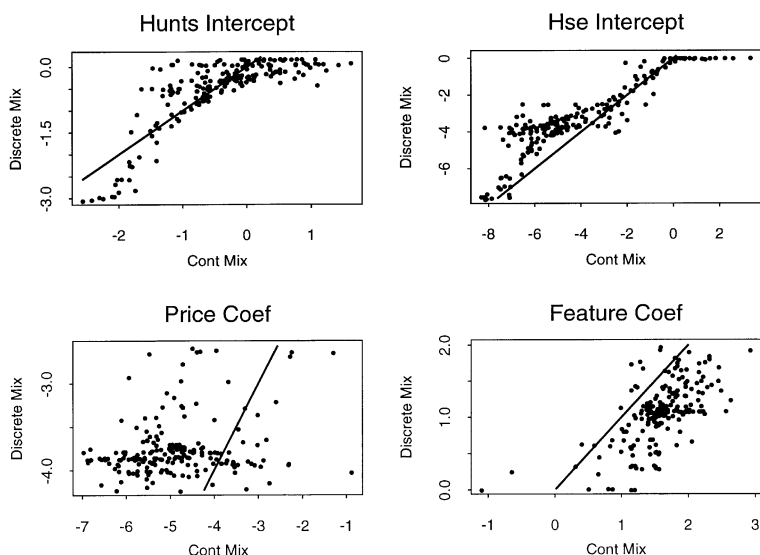 Hunts Intercept
Discrete Mix
0.0
-1.5
-3.0
-2 -1 0 1
Cont Mix
Hse Intercept
Discrete Mix
0
-2
-4
-6
-8 -6 -4 -2 0 2
Cont Mix
Price Coef
Discrete Mix
-3.0
-4.0
-7 -6 -5 -4 -3 -2 -1
Cont Mix
Feature Coef
Discrete Mix
2.0
1.0
0.0
-1 0 1 2 3
Cont Mix